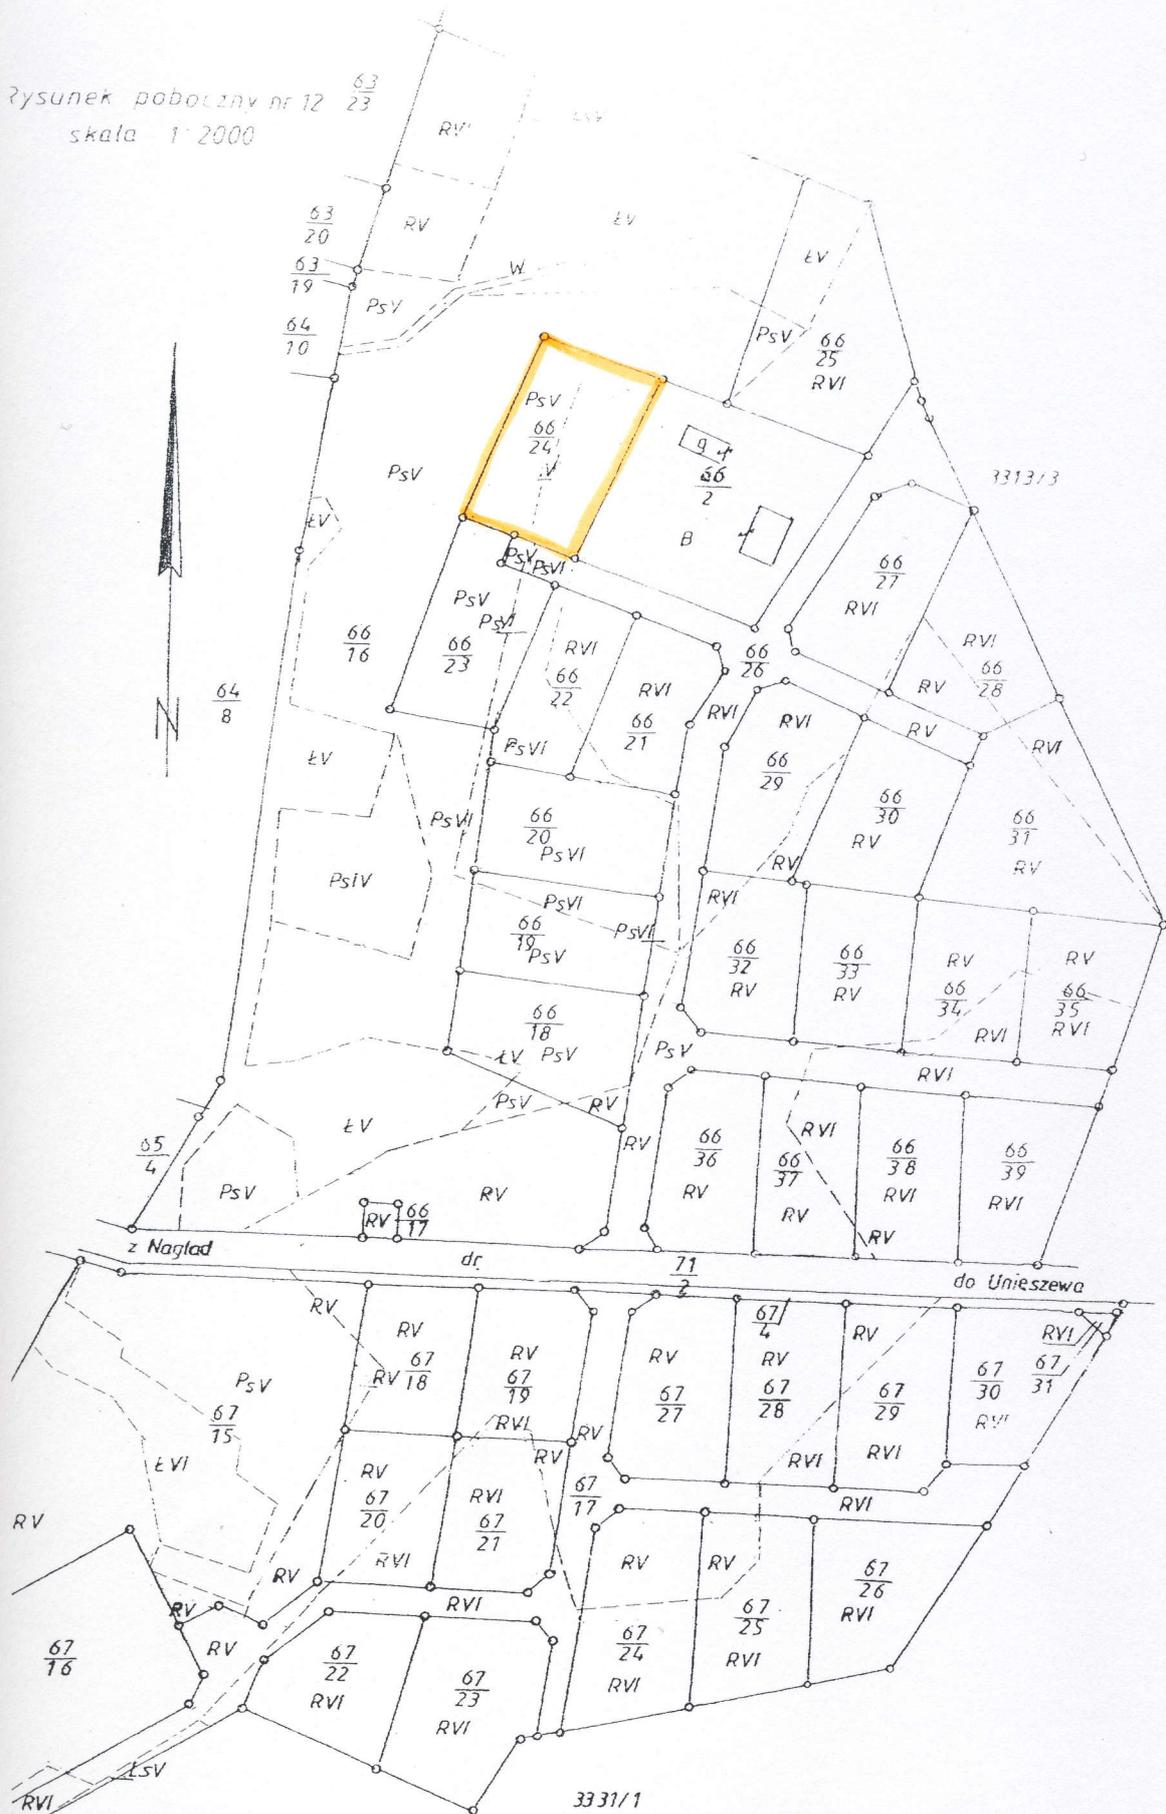 Rysunek poboczny nr 12
skala 1:2000
63
23
RVI
ŁV
63
20
RV
ŁV
63
19
W
PsV
ŁV
64
10
PsV
66
25
RVI
PsV
66
24
V
PsV
66
2
B
3313/3
ŁV
PsV
PsVI
66
27
RVI
PsV
PsVI
66
16
66
23
RVI
66
22
66
26
RVI
66
28
64
8
RVI
66
21
RVI
RVI
RV
RV
RVI
PsVI
ŁV
66
29
66
30
RV
66
31
RV
PsVI
66
20
PsVI
RV
PsIV
PsVI
RVI
66
19
PsV
PsVI
66
32
RV
66
33
RV
RV
66
34
RV
66
35
RVI
66
18
ŁV PsV
PsV
RVI
RVI
PsV
RV
65
4
ŁV
RV
66
36
RV
RVI
66
37
RV
66
38
RVI
66
39
RVI
PsV
RV
RV
66
17
RV
z Nagład
dr.
71
2
do Unieszewa
RV
RV
67
18
RV
RV
67
19
RVI
RV
67
27
67
4
RV
67
28
RVI
RV
67
29
RVI
67
30
RVI
RVI
67
31
PsV
67
15
ŁVI
RV
RV
RV
67
20
RVI
RVI
67
21
67
17
RVI
RV
RV
RVI
RV
67
24
RVI
RV
67
25
RVI
67
26
RVI
RV
RV
67
16
67
22
RVI
67
23
RVI
ŁsV
RVI
3331/1